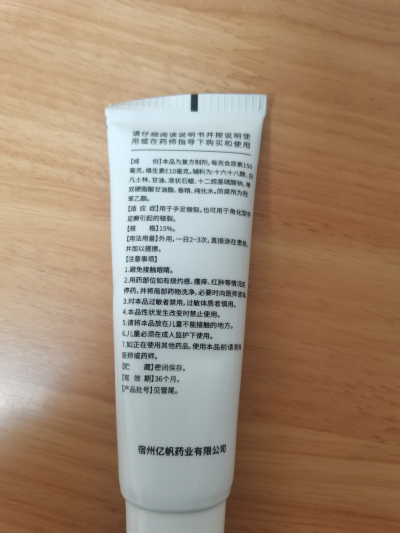 请仔细阅读说明书并按说明使
用或在药师指导下购买和使用
【成 份】本品为复方制剂，每克含尿素150
毫克，维生素E10毫克。辅料为：十六十八醇、白
凡士林、甘油、液状石蜡、十二烷基硫酸钠、单
双硬脂酸甘油酯、香精、纯化水。防腐剂为羟
苯乙酯。
【适 应 症】用于手足皲裂，也可用于角化型手
足癣引起的皲裂。
【规 格】15%。
【用法用量】外用，一日2~3次，直接涂在患处，
并加以搓擦。
【注意事项】
1.避免接触眼睛。
2.用药部位如有烧灼感、瘙痒、红肿等情况应
停药，并将局部药物洗净，必要时向医师咨询。
3.对本品过敏者禁用，过敏体质慎用。
4.本品性状发生改变时禁止使用。
5.请将本品放在儿童不能接触的地方。
6.儿童必须在成人监护下使用。
7.如正在使用其他药品，使用本品前请咨询
医师或药师。
【贮 藏】密闭保存。
【有 效 期】36个月。
【产品批号】见管尾。
宿州亿帆药业有限公司